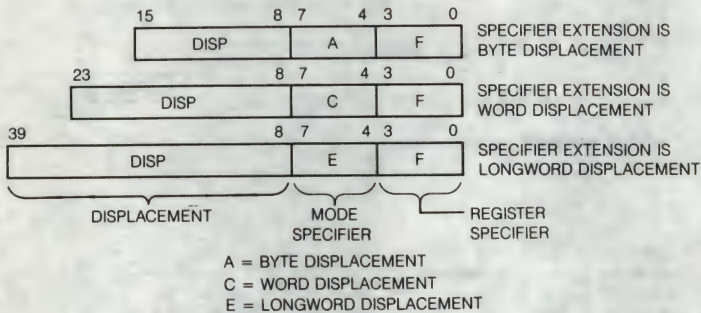 15 8 7 4 3 0
DISP A F SPECIFIER EXTENSION IS
BYTE DISPLACEMENT
23 8 7 4 3 0
DISP C F SPECIFIER EXTENSION IS
WORD DISPLACEMENT
39 8 7 4 3 0
DISP E F SPECIFIER EXTENSION IS
LONGWORD DISPLACEMENT
DISPLACEMENT MODE SPECIFIER REGISTER SPECIFIER
A = BYTE DISPLACEMENT
C = WORD DISPLACEMENT
E = LONGWORD DISPLACEMENT